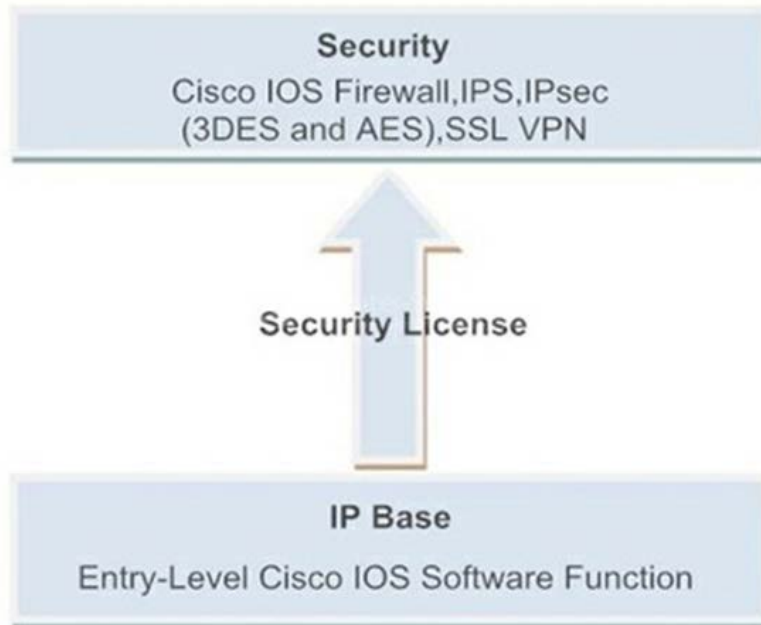 Security
Cisco IOS Firewall,IPS,IPsec
(3DES and AES),SSL VPN
Security License
IP Base
Entry-Level Cisco IOS Software Function